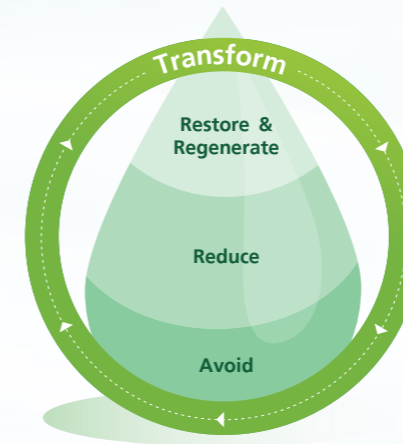 Transform
Restore &
Regenerate
Reduce
Avoid